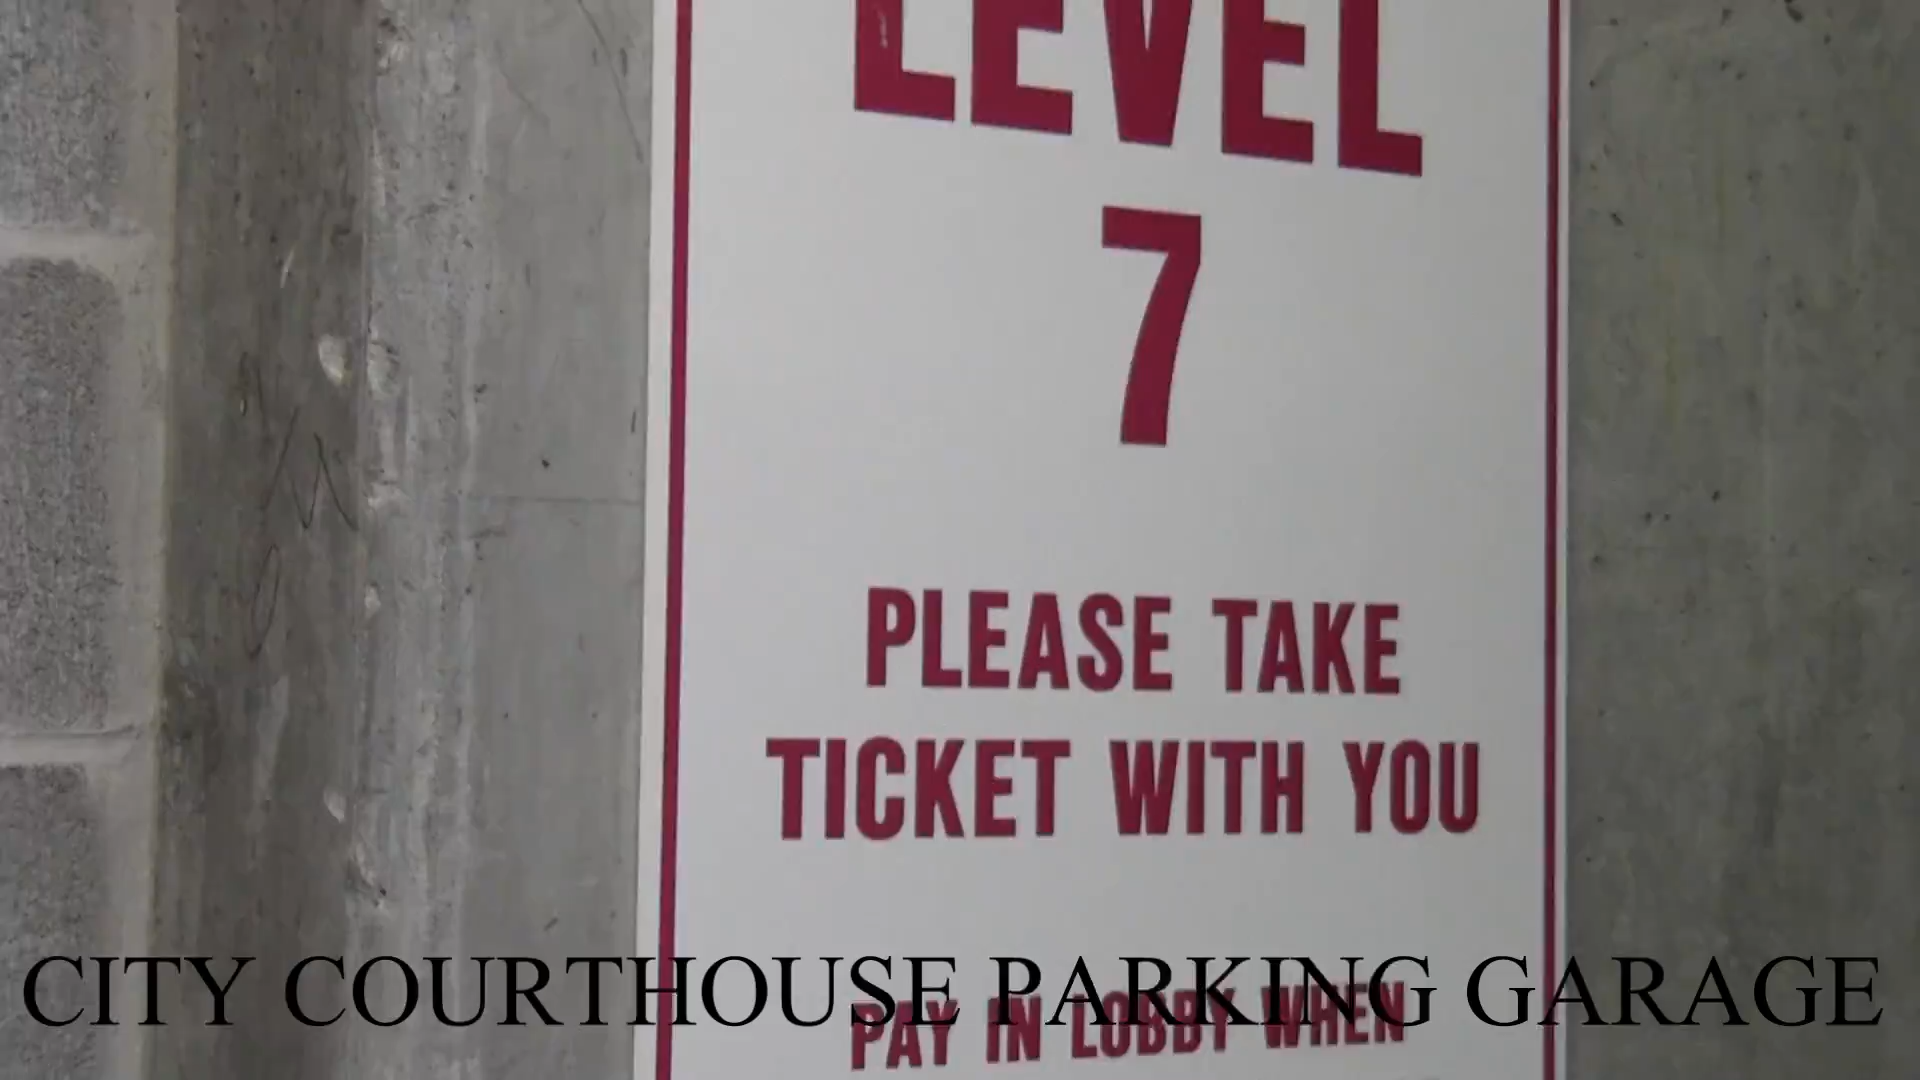 LEVEL
7
PLEASE TAKE
TICKET WITH YOU
PAY IN LOBBY WHEN
CITY COURTHOUSE PARKING GARAGE